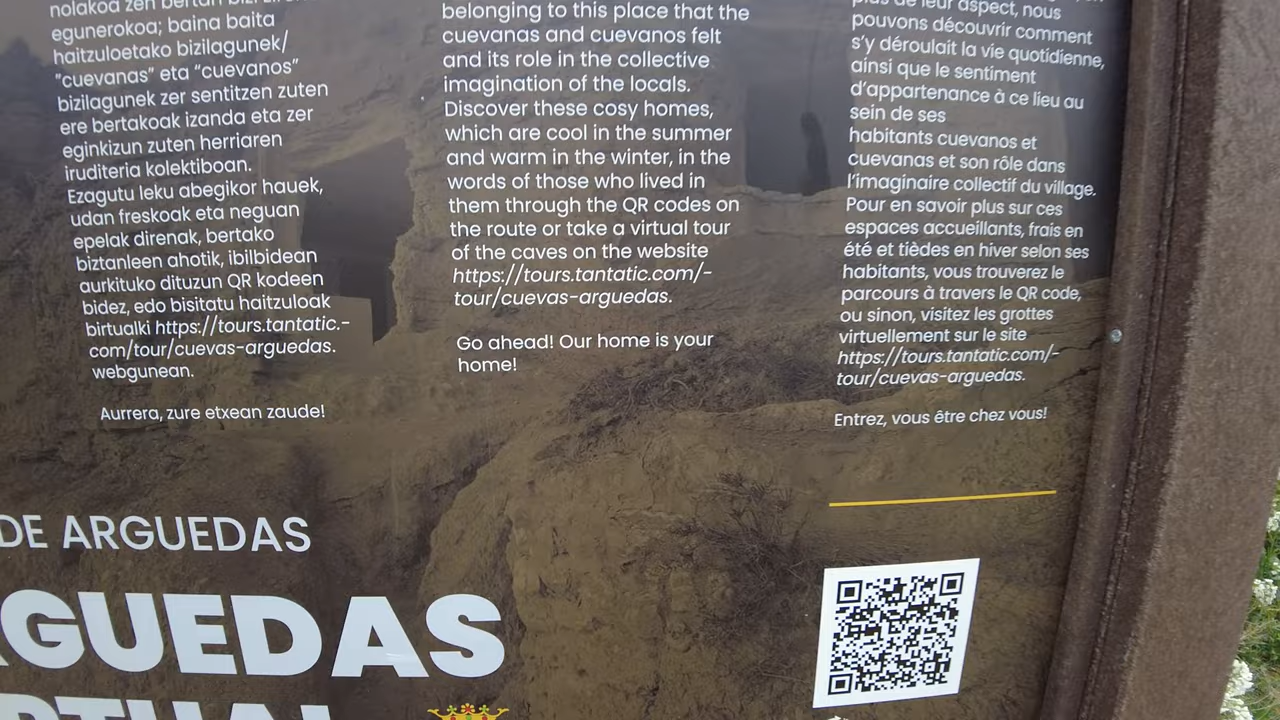 nolakoa zen bertan
egunerokoa; baina baita
haitzuloetako bizilagunek/
"cuevanas" eta "cuevanos"
bizilagunek zer sentitzen zuten
ere bertakoak izanda eta zer
eginkizun zuten herriaren
iruditeria kolektiboan.
Ezagutu leku abegikor hauek,
udan freskoak eta neguan
epelak direnak, bertako
biztanleen ahotik, ibilbidean
aurkituko dituzun QR kodeen
bidez, edo bisitatu haitzuloak
birtualki https://tours.tantatic.-
com/tour/cuevas-arguedas.
webgunean.
Aurrera, zure etxean zaude!
belonging to this place that the
cuevanas and cuevanos felt
and its role in the collective
imagination of the locals.
Discover these cosy homes,
which are cool in the summer
and warm in the winter, in the
words of those who lived in
them through the QR codes on
the route or take a virtual tour
of the caves on the website
https://tours.tantatic.com/-
tour/cuevas-arguedas.
Go ahead! Our home is your
home!
plus de leur aspect, nous
pouvons découvrir comment
s'y déroulait la vie quotidienne,
ainsi que le sentiment
d'appartenance à ce lieu au
sein de ses
habitants cuevanos et
cuevanas et son rôle dans
l'imaginaire collectif du village.
Pour en savoir plus sur ces
espaces accueillants, frais en
été et tièdes en hiver selon ses
habitants, vous trouverez le
parcours à travers le QR code,
ou sinon, visitez les grottes
virtuellement sur le site
https://tours.tantatic.com/-
tour/cuevas-arguedas.
Entrez, vous être chez vous!
DE ARGUEDAS
RGUEDAS
RTUAL